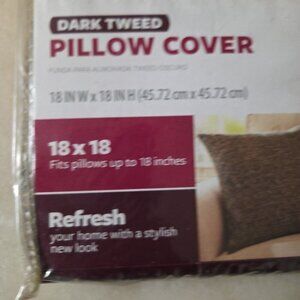 DARK TWEED
PILLOW COVER
FUNDA PARA ALMOHADA TWEED OSCURO
18 IN W x 18 IN H (45.72 cm x 45.72 cm)
18 x 18
Fits pillows up to 18 inches
Refresh
your home with a stylish
new look